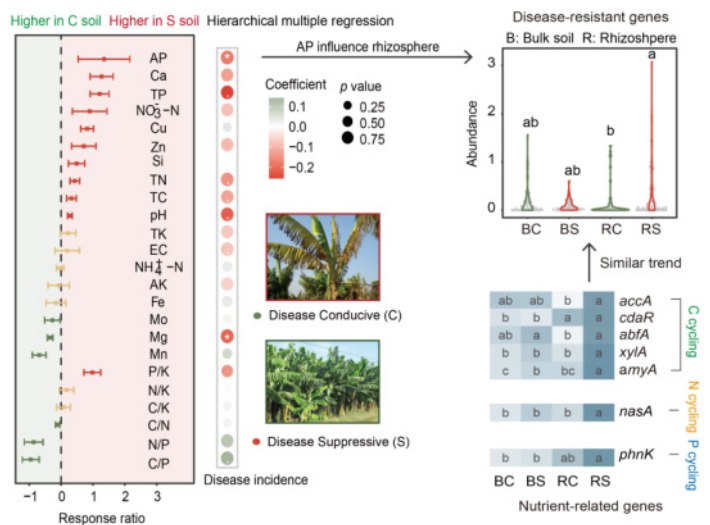 Higher in C soil
Higher in S soil
Hierarchical multiple regression
AP
Ca
TP
NO₃⁻−N
Cu
Zn
Si
TN
TC
pH
TK
EC
NH₄⁺−N
AK
Fe
Mo
Mg
Mn
P/K
N/K
C/K
C/N
N/P
C/P
−1 0 1 2 3
Response ratio
Disease incidence
Coefficient
0.1
0.0
−0.1
−0.2
p value
0.25
0.50
0.75
Disease Conducive (C)
Disease Suppressive (S)
AP influence rhizosphere
Disease-resistant genes
B: Bulk soil R: Rhizoshpere
Abundance
3
2
1
0
ab ab b a
BC BS RC RS
Similar trend
ab ab b a accA
b b a a cdaR
ab a b a abfA
b b b a xylA
c b bc a amyA
b b b a nasA
b b ab a phnK
BC BS RC RS
Nutrient-related genes
C cycling
N cycling
P cycling